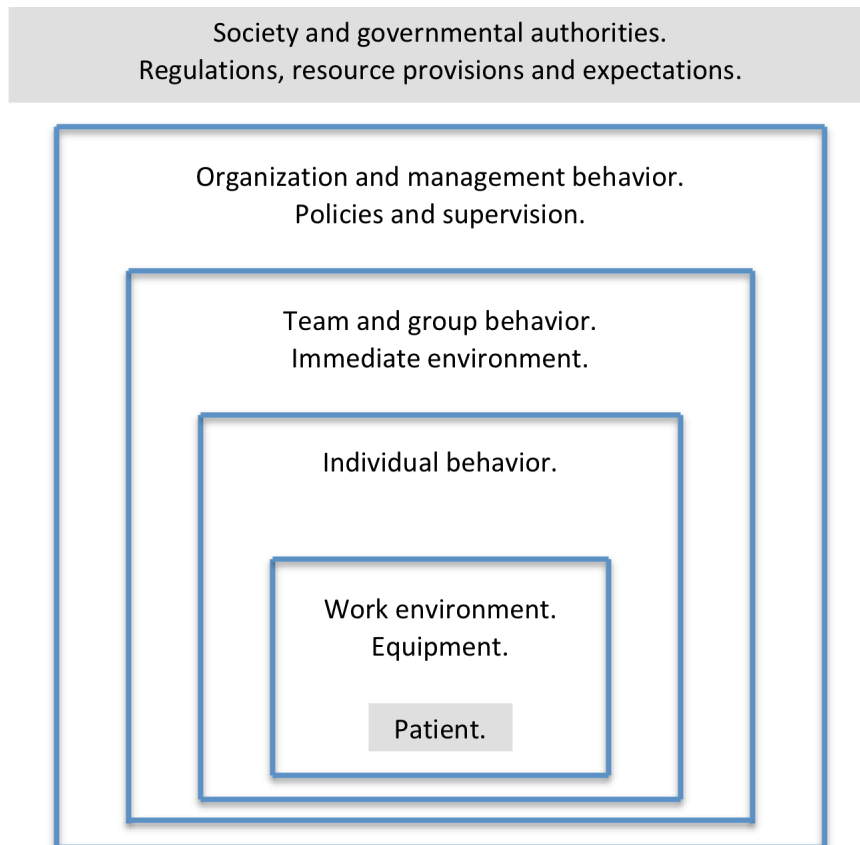 Society and governmental authorities.
Regulations, resource provisions and expectations.
Organization and management behavior.
Policies and supervision.
Team and group behavior.
Immediate environment.
Individual behavior.
Work environment.
Equipment.
Patient.